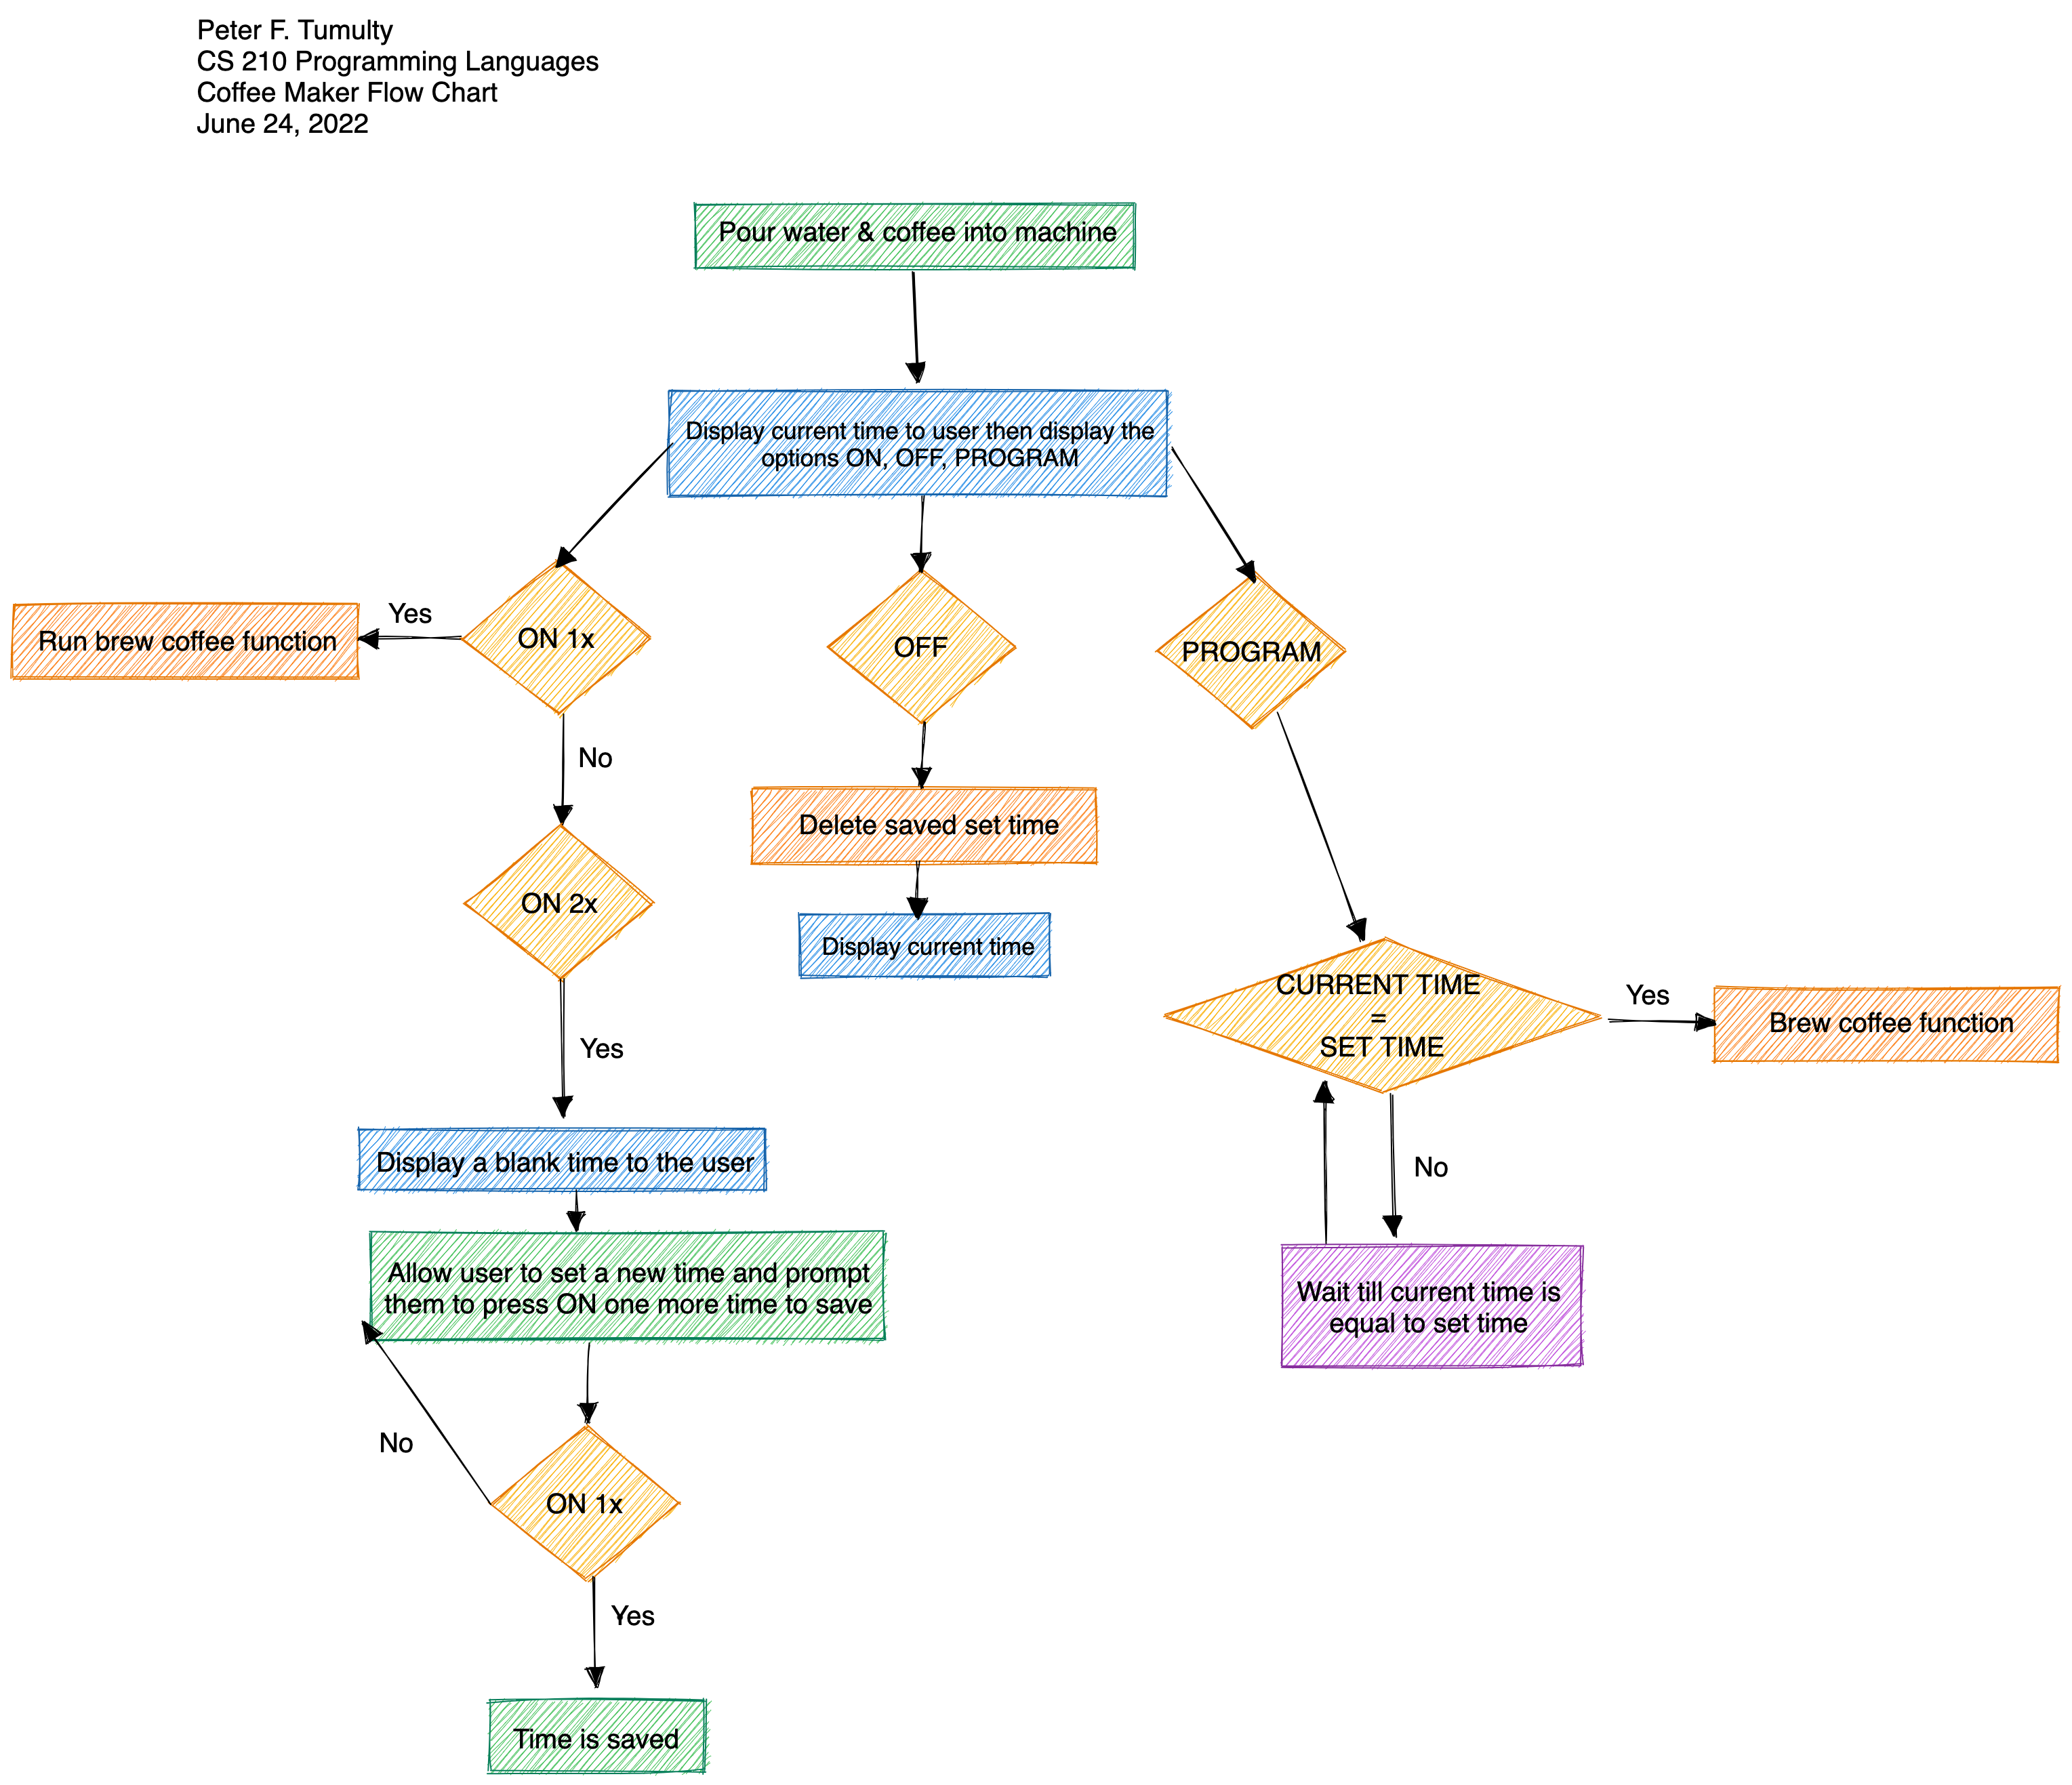 Peter F. Tumulty
CS 210 Programming Languages
Coffee Maker Flow Chart
June 24, 2022
Pour water & coffee into machine
Display current time to user then display the
options ON, OFF, PROGRAM
Yes
Run brew coffee function
ON 1x
OFF
PROGRAM
No
Delete saved set time
ON 2x
Display current time
CURRENT TIME
=
SET TIME
Yes
Brew coffee function
Yes
Display a blank time to the user
No
Allow user to set a new time and prompt
them to press ON one more time to save
Wait till current time is
equal to set time
No
ON 1x
Yes
Time is saved